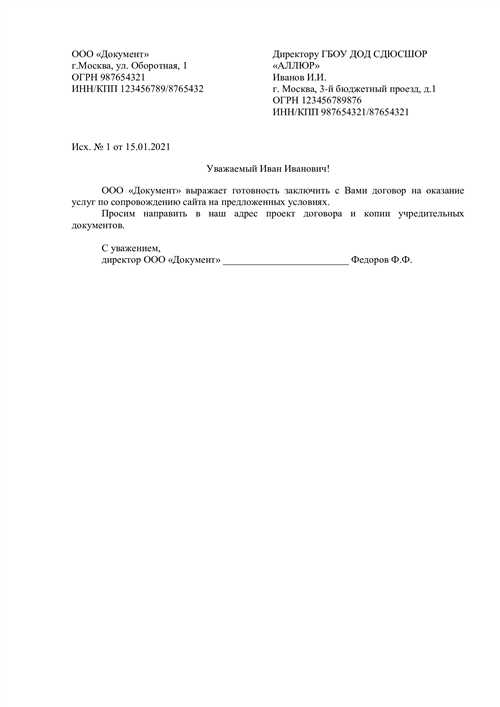 ООО «Документ»
г.Москва, ул. Оборотная, 1
ОГРН 987654321
ИНН/КПП 123456789/8765432
Директору ГБОУ ДОД СДЮСШОР
«АЛЛЮР»
Иванов И.И.
г. Москва, 3-й бюджетный проезд, д.1
ОГРН 123456789876
ИНН/КПП 987654321/87654321
Исх. № 1 от 15.01.2021
Уважаемый Иван Иванович!
ООО «Документ» выражает готовность заключить с Вами договор на оказание
услуг по сопровождению сайта на предложенных условиях.
Просим направить в наш адрес проект договора и копии учредительных
документов.
С уважением,
директор ООО «Документ» _________________________ Федоров Ф.Ф.